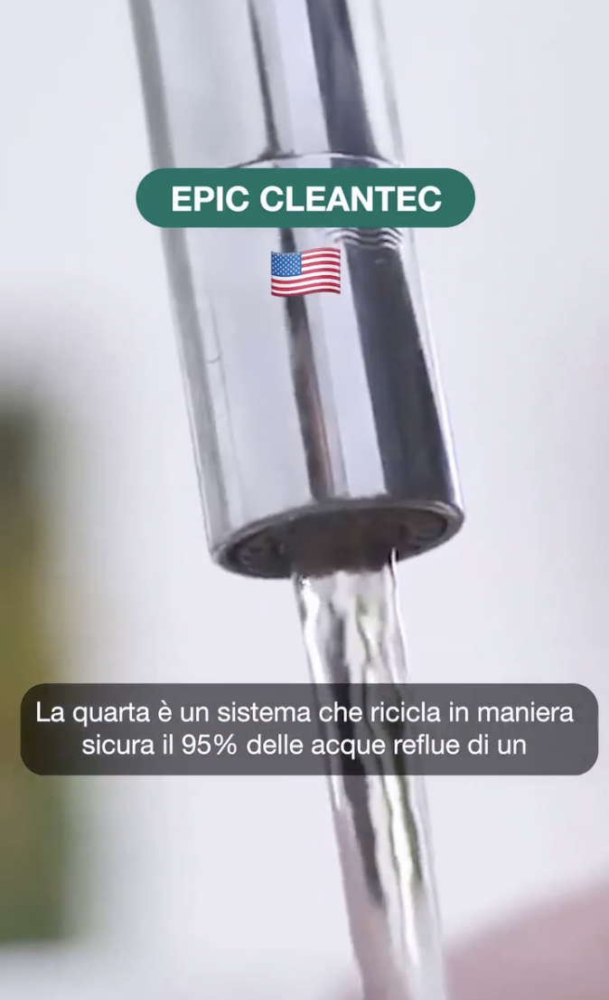 EPIC CLEANTEC
La quarta è un sistema che ricicla in maniera
sicura il 95% delle acque reflue di un